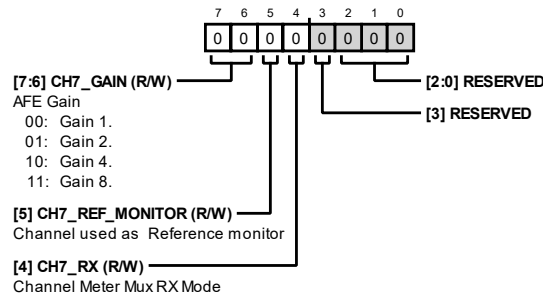 7 6 5 4 3 2 1 0
0 0 0 0 0 0 0 0
[7:6] CH7_GAIN (R/W)
[2:0] RESERVED
AFE Gain
[3] RESERVED
00: Gain 1.
01: Gain 2.
10: Gain 4.
11: Gain 8.
[5] CH7_REF_MONITOR (R/W)
Channel used as Reference monitor
[4] CH7_RX (R/W)
Channel Meter Mux RX Mode